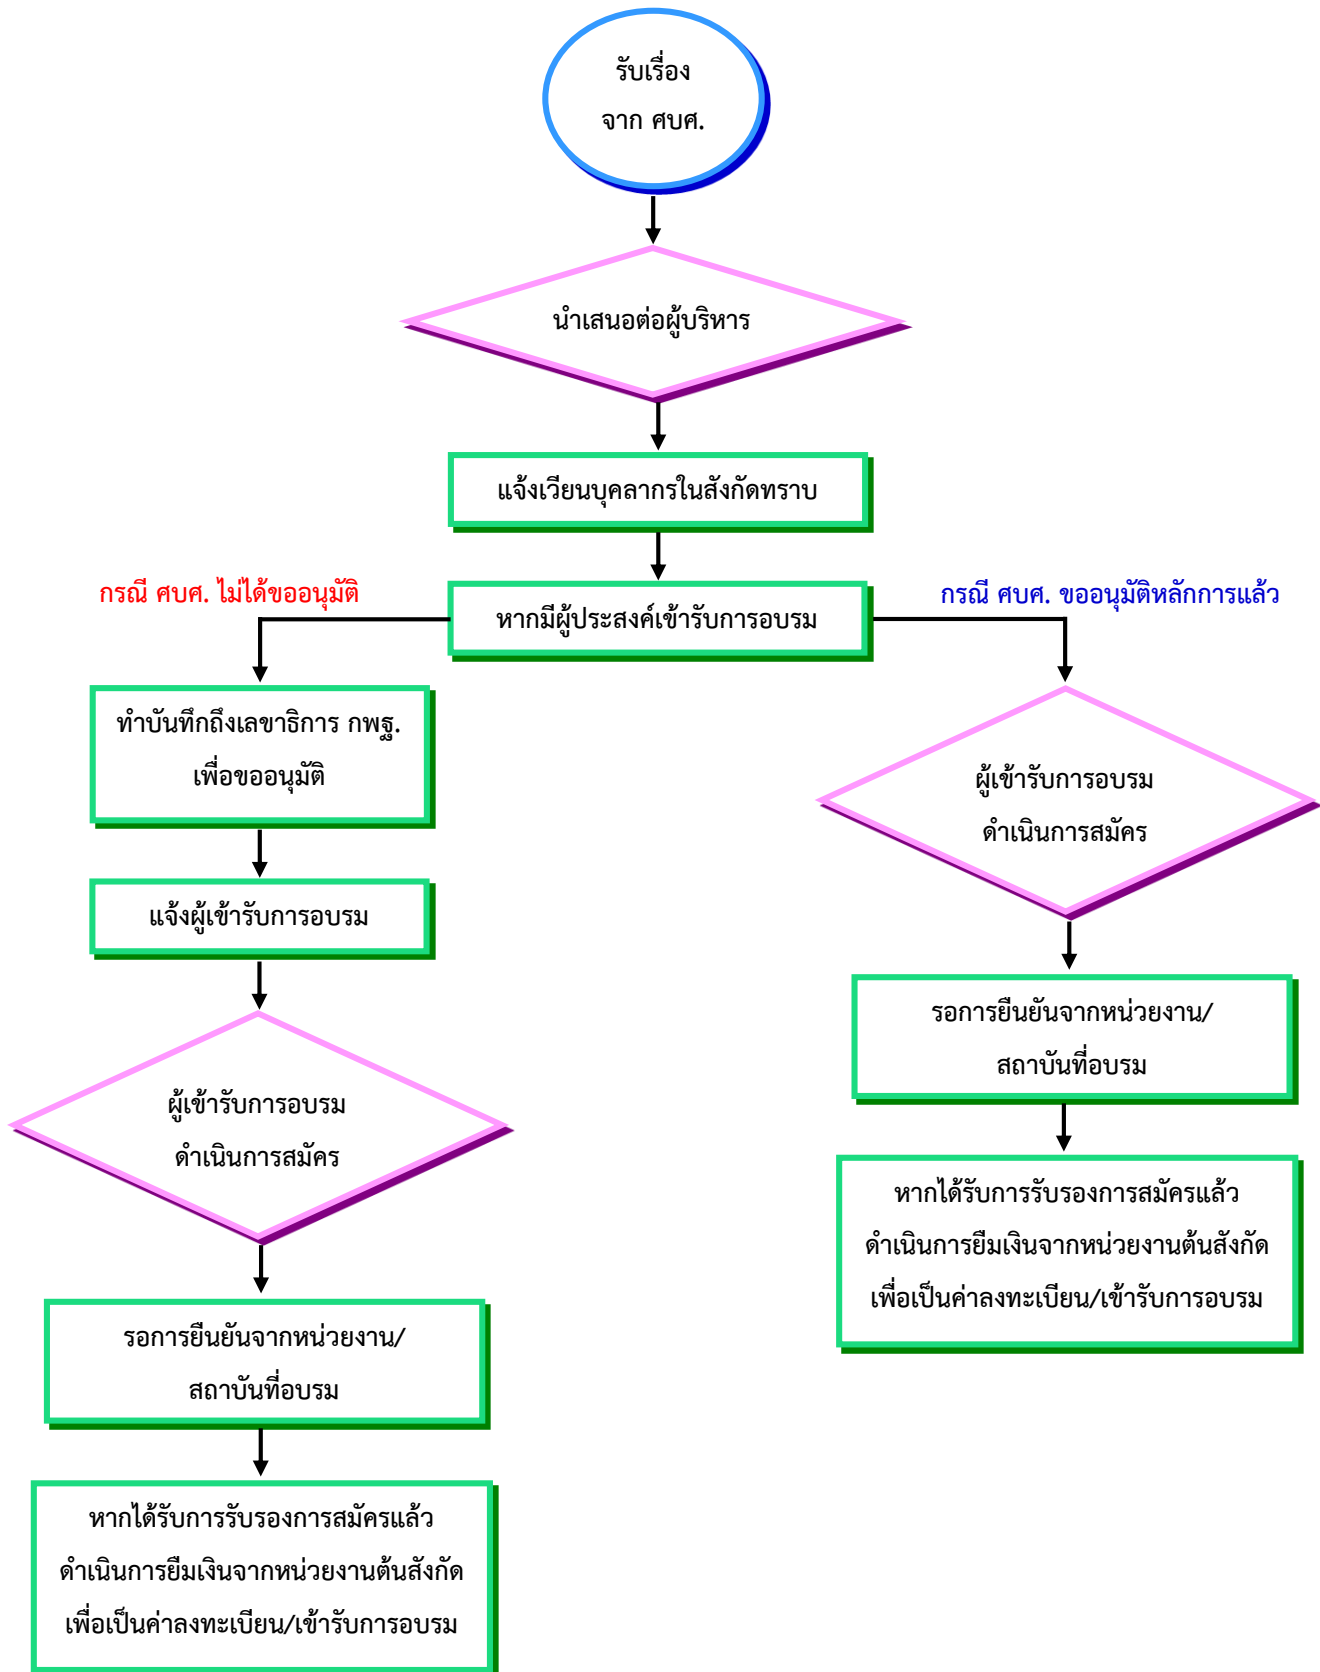 รับเรื่อง
จาก ศบศ.
นำเสนอต่อผู้บริหาร
แจ้งเวียนบุคลากรในสังกัดทราบ
กรณี ศบศ. ไม่ได้ขออนุมัติ
หากมีผู้ประสงค์เข้ารับการอบรม
กรณี ศบศ. ขออนุมัติหลักการแล้ว
ทำบันทึกถึงเลขาธิการ กพฐ.
เพื่อขออนุมัติ
แจ้งผู้เข้ารับการอบรม
ผู้เข้ารับการอบรม
ดำเนินการสมัคร
รอการยืนยันจากหน่วยงาน/
สถาบันที่อบรม
หากได้รับการรับรองการสมัครแล้ว
ดำเนินการยืมเงินจากหน่วยงานต้นสังกัด
เพื่อเป็นค่าลงทะเบียน/เข้ารับการอบรม
ผู้เข้ารับการอบรม
ดำเนินการสมัคร
รอการยืนยันจากหน่วยงาน/
สถาบันที่อบรม
หากได้รับการรับรองการสมัครแล้ว
ดำเนินการยืมเงินจากหน่วยงานต้นสังกัด
เพื่อเป็นค่าลงทะเบียน/เข้ารับการอบรม